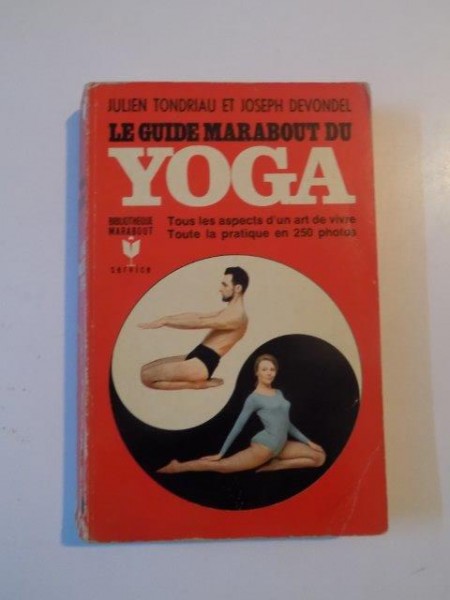 JULIEN TONDRIAU ET JOSEPH DEVONDEL
LE GUIDE MARABOUT DU
YOGA
BIBLIOTHEQUE
MARABOUT
service
Tous les aspects d'un art de vivre
Toute la pratique en 250 photos